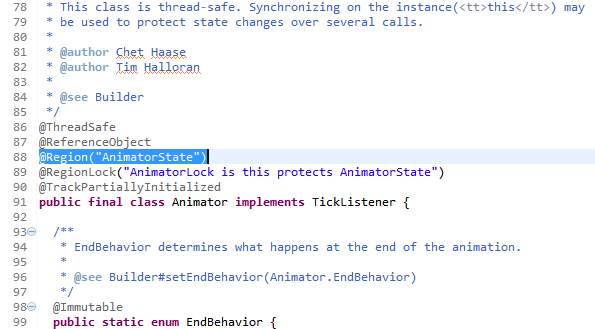 78 * This class is thread-safe. Synchronizing on the instance(<tt>this</tt>) may
79 * be used to protect state changes over several calls.
80 *
81 * @author Chet Haase
82 * @author Tim Halloran
83 *
84 * @see Builder
85 */
86 @ThreadSafe
87 @ReferenceObject
88 @Region("AnimatorState")
89 @RegionLock("AnimatorLock is this protects AnimatorState")
90 @TrackPartiallyInitialized
91 public final class Animator implements TickListener {
92
93 /**
94 * EndBehavior determines what happens at the end of the animation.
95 *
96 * @see Builder#setEndBehavior(Animator.EndBehavior)
97 */
98 @Immutable
99 public static enum EndBehavior {